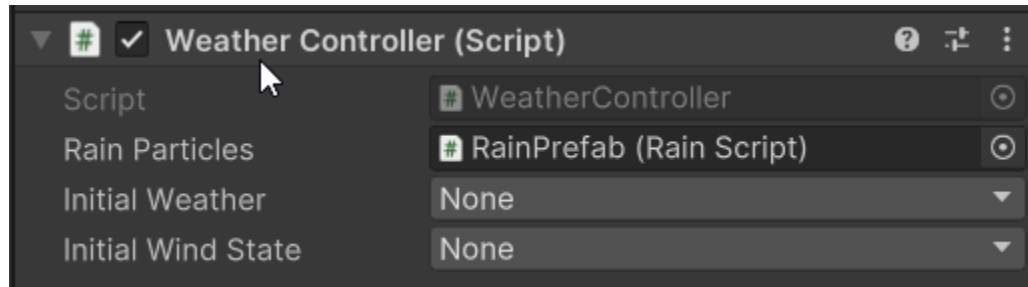 Weather Controller (Script)
Script # WeatherController
Rain Particles # RainPrefab (Rain Script)
Initial Weather None
Initial Wind State None